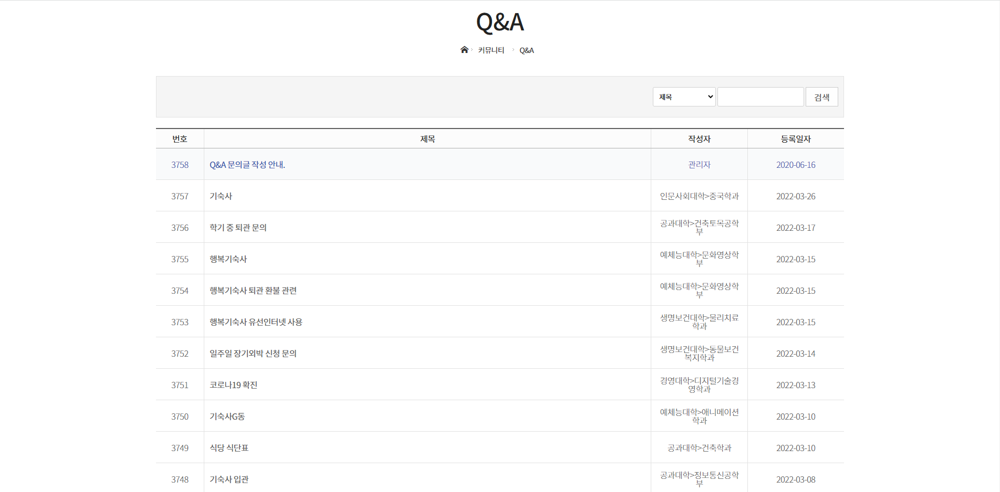 Q&A
커뮤니티 Q&A
제목 검색
번호 제목 작성자 등록일자
3758 Q&A 문의글 작성 안내. 관리자 2020-06-16
3757 기숙사 인문사회대학>중국학과 2022-03-26
3756 학기 중 퇴관 문의 공과대학>건축토목공학
부 2022-03-17
3755 행복기숙사 예체능대학>문화영상학
부 2022-03-15
3754 행복기숙사 퇴관 환불 관련 예체능대학>문화영상학
부 2022-03-15
3753 행복기숙사 유선인터넷 사용 생명보건대학>물리치료
학과 2022-03-15
3752 일주일 장기외박 신청 문의 생명보건대학>동물보건
복지학과 2022-03-14
3751 코로나19 확진 경영대학>디지털기술경
영학과 2022-03-13
3750 기숙사G동 예체능대학>애니메이션
학과 2022-03-10
3749 식당 식단표 공과대학>건축학과 2022-03-10
3748 기숙사 입관 공과대학>정보통신공학
부 2022-03-08